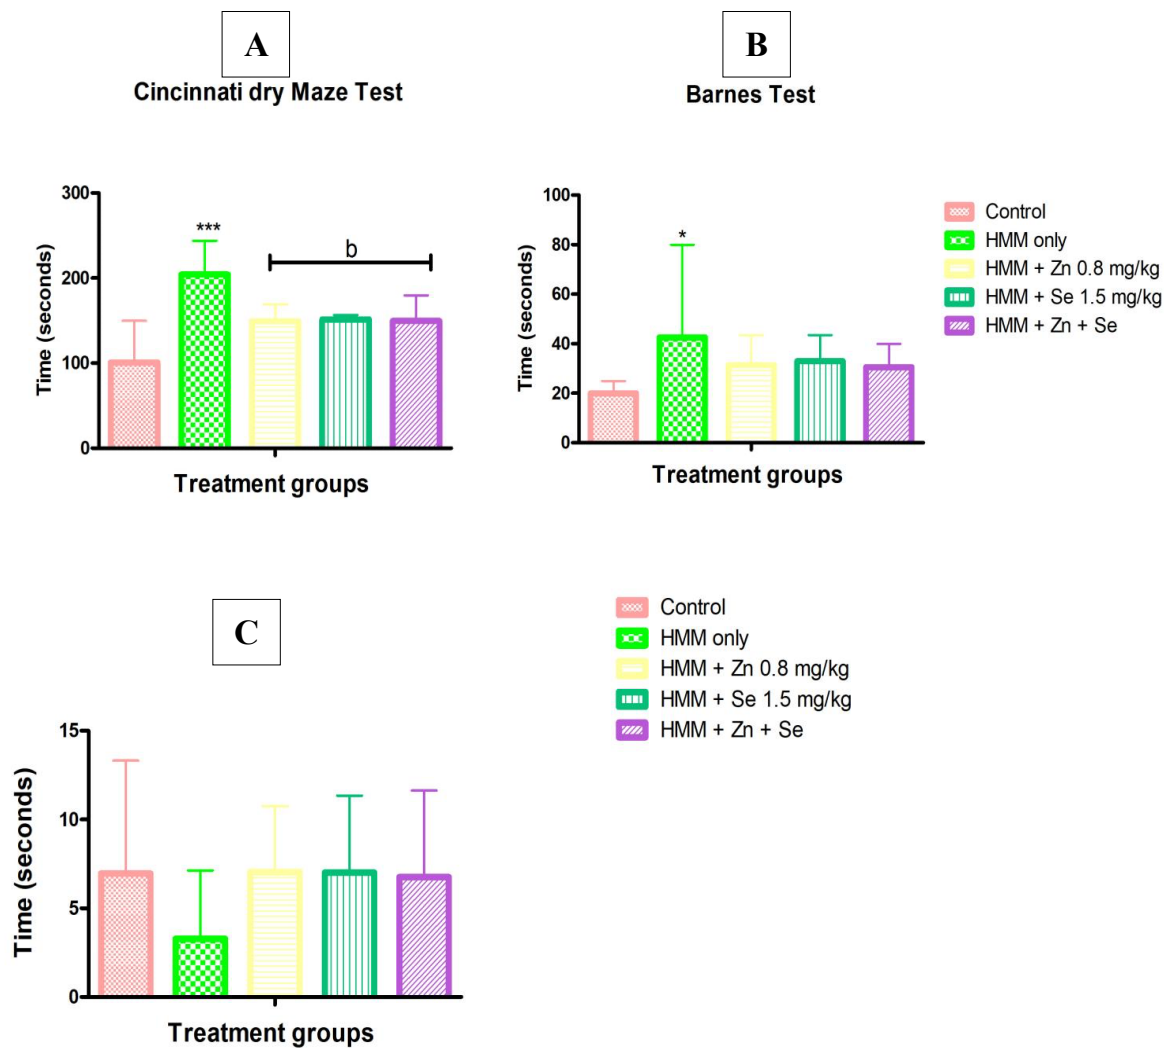 A
B
Cincinnati dry Maze Test
Barnes Test
300
200
100
0
Time (seconds)
***
b
Treatment groups
100
80
60
40
20
0
Time (seconds)
*
Treatment groups
Control
HMM only
HMM + Zn 0.8 mg/kg
HMM + Se 1.5 mg/kg
HMM + Zn + Se
C
15
10
5
0
Time (seconds)
Treatment groups
Control
HMM only
HMM + Zn 0.8 mg/kg
HMM + Se 1.5 mg/kg
HMM + Zn + Se